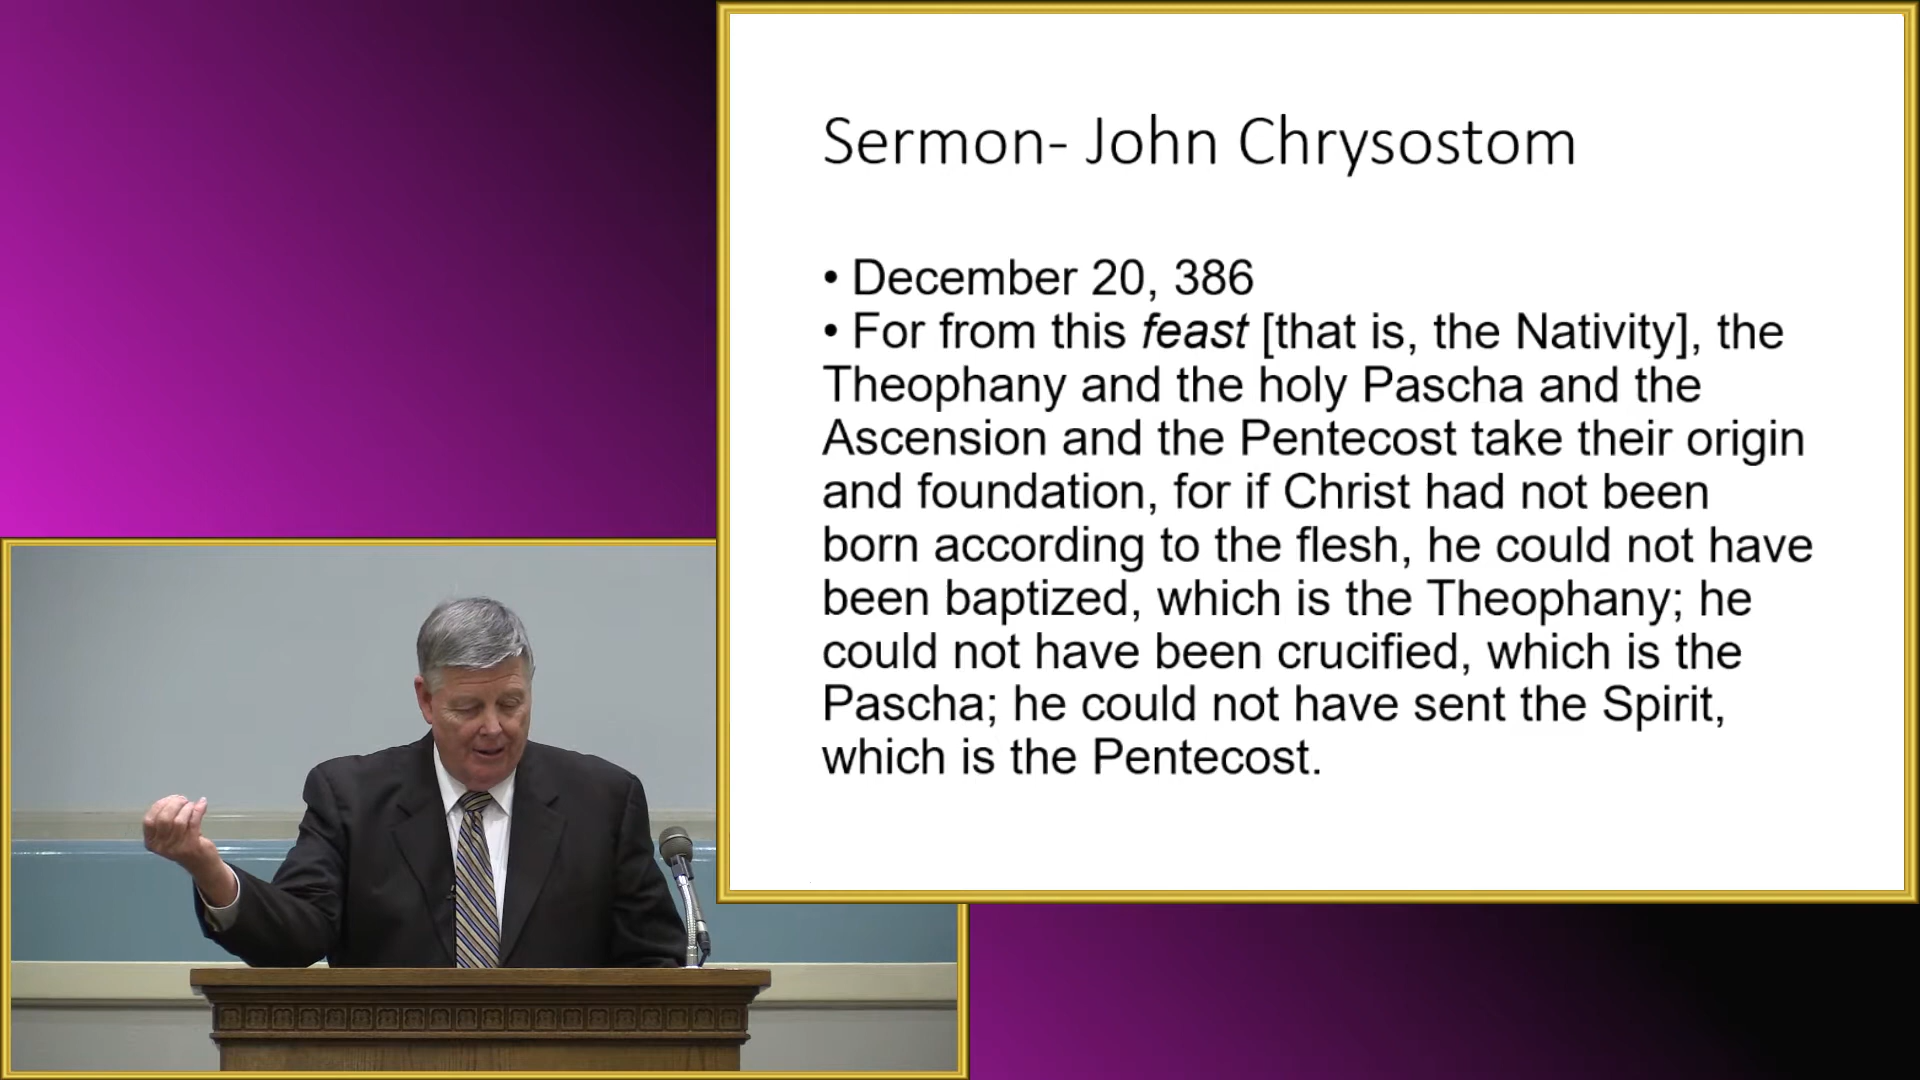 Sermon- John Chrysostom
• December 20, 386
• For from this feast [that is, the Nativity], the
Theophany and the holy Pascha and the
Ascension and the Pentecost take their origin
and foundation, for if Christ had not been
born according to the flesh, he could not have
been baptized, which is the Theophany; he
could not have been crucified, which is the
Pascha; he could not have sent the Spirit,
which is the Pentecost.